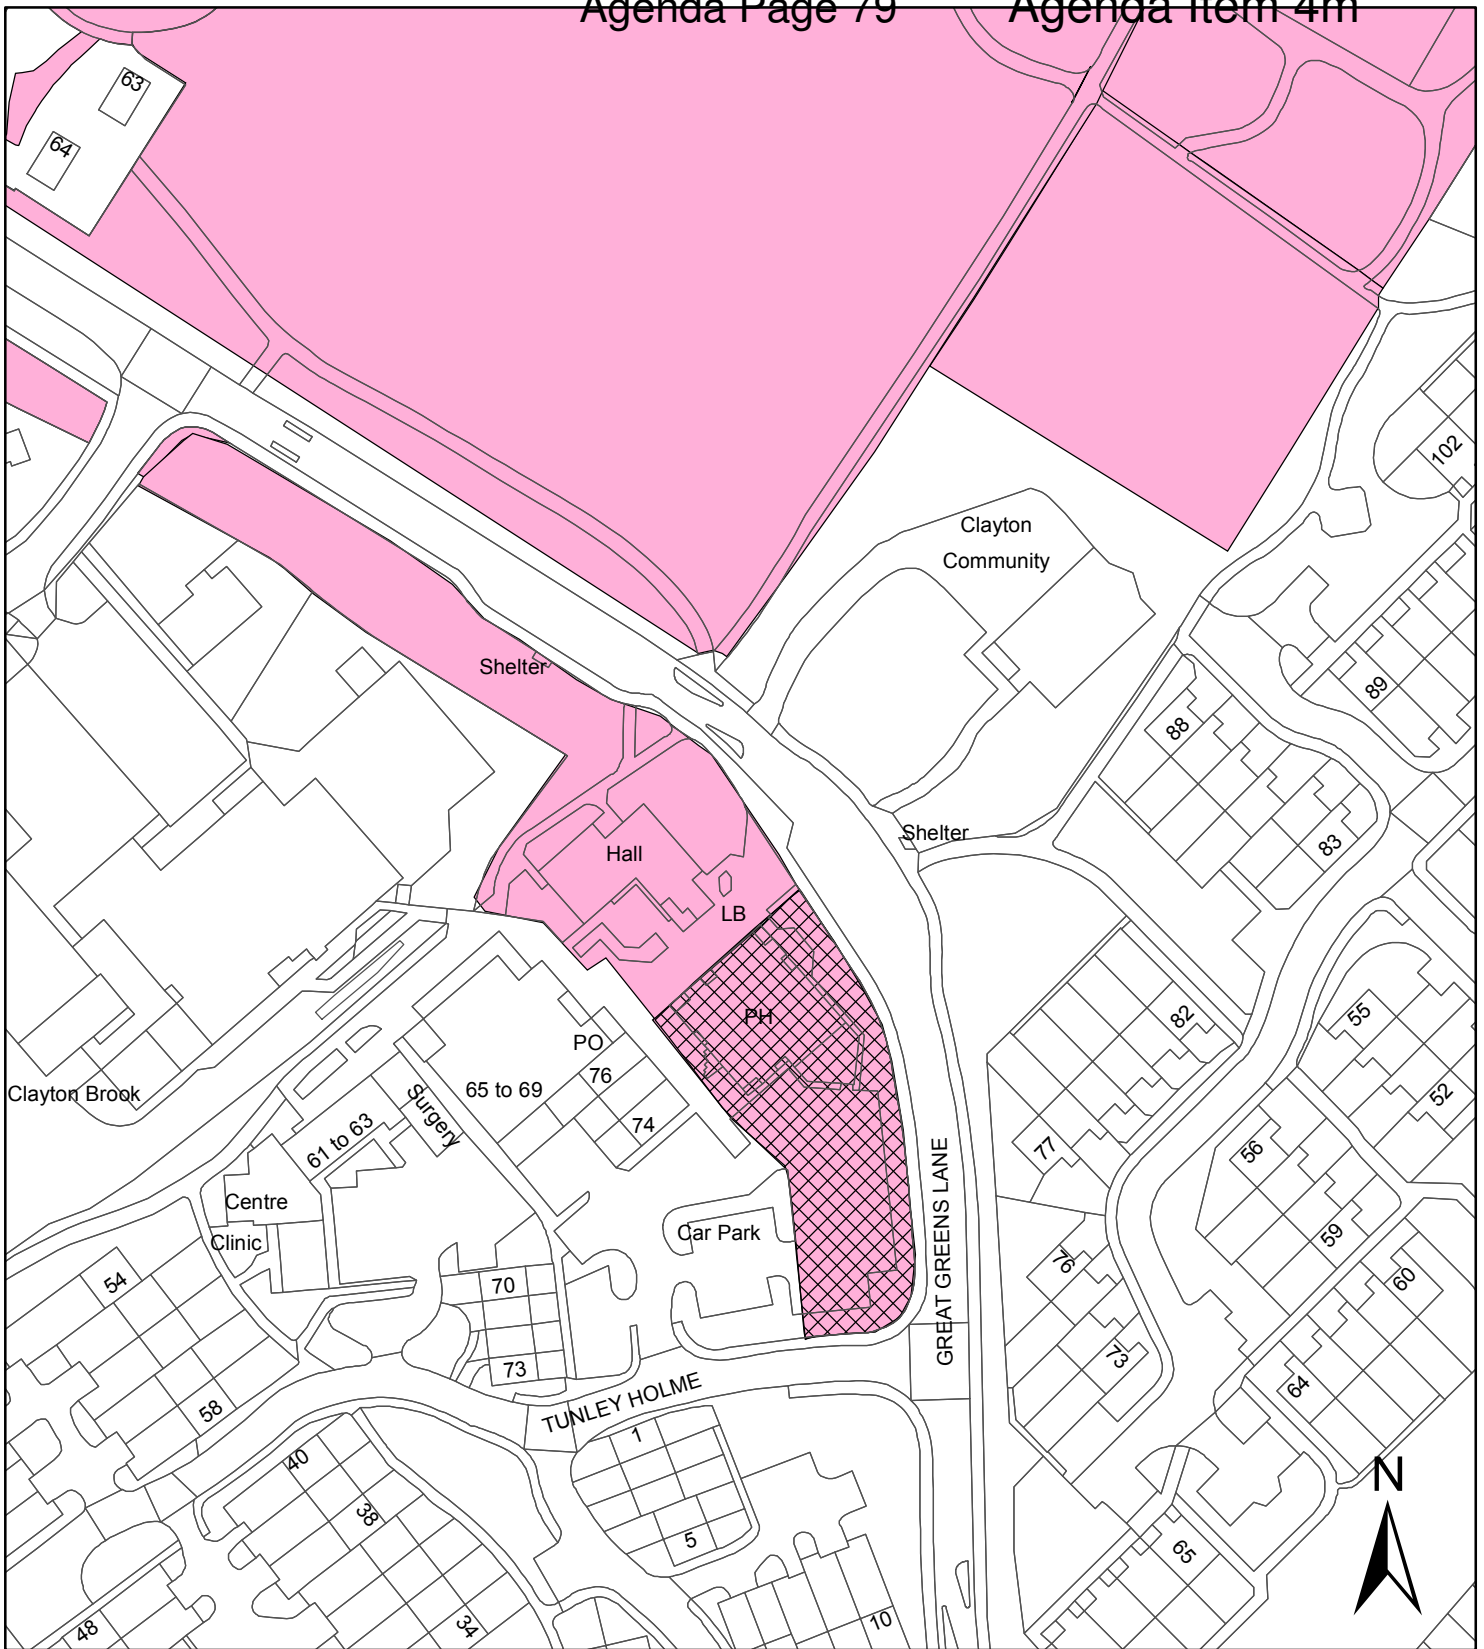 Agenda Page 79
Agenda Item 4m
63
64
102
Clayton
Community
Shelter
89
88
Shelter
83
Hall
LB
PH
82
55
PO
76
52
65 to 69
Clayton Brook
Surgery
74
61 to 63
77
56
Centre
Clinic
Car Park
GREAT GREENS LANE
59
76
60
54
70
73
73
64
58
TUNLEY HOLME
1
40
38
N
5
65
48
34
10